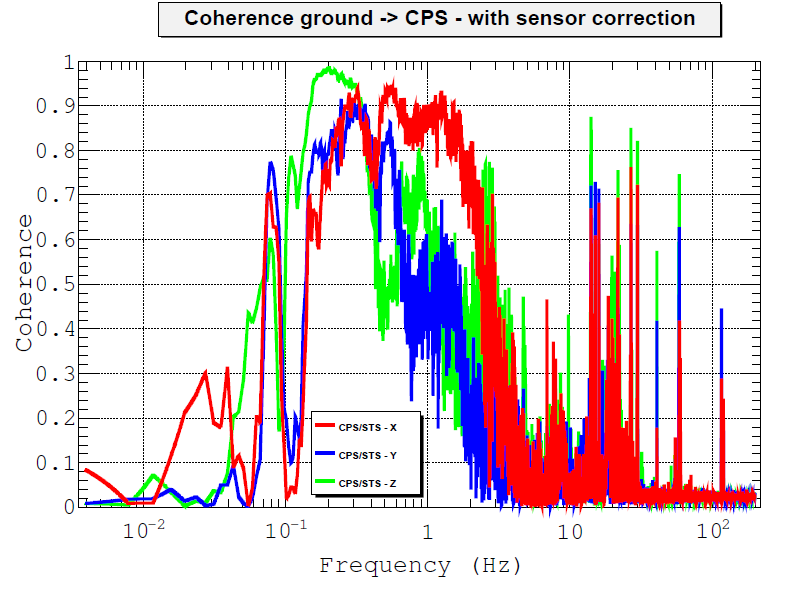 Coherence ground -> CPS - with sensor correction
Coherence
1
0.9
0.8
0.7
0.6
0.5
0.4
0.3
0.2
0.1
0
CPS/STS - X
CPS/STS - Y
CPS/STS - Z
10⁻² 10⁻¹ 1 10 10²
Frequency (Hz)